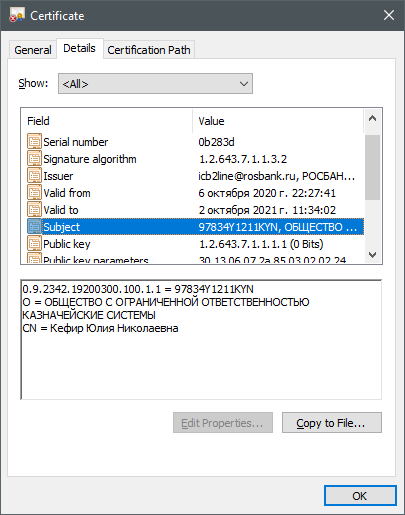 Certificate
General Details Certification Path
Show: <All>
Field Value
Serial number 0b283d
Signature algorithm 1.2.643.7.1.1.3.2
Issuer icb2line@rosbank.ru, РОСБАН...
Valid from 6 октября 2020 г. 22:27:41
Valid to 2 октября 2021 г. 11:34:02
Subject 97834Y1211KYN, ОБЩЕСТВО ...
Public key 1.2.643.7.1.1.1.1 (0 Bits)
Public key parameters 30 13 06 07 2a 85 03 02 02 24
0.9.2342.19200300.100.1.1 = 97834Y1211KYN
O = ОБЩЕСТВО С ОГРАНИЧЕННОЙ ОТВЕТСТВЕННОСТЬЮ
КАЗНАЧЕЙСКИЕ СИСТЕМЫ
CN = Кефир Юлия Николаевна
Edit Properties... Copy to File...
OK